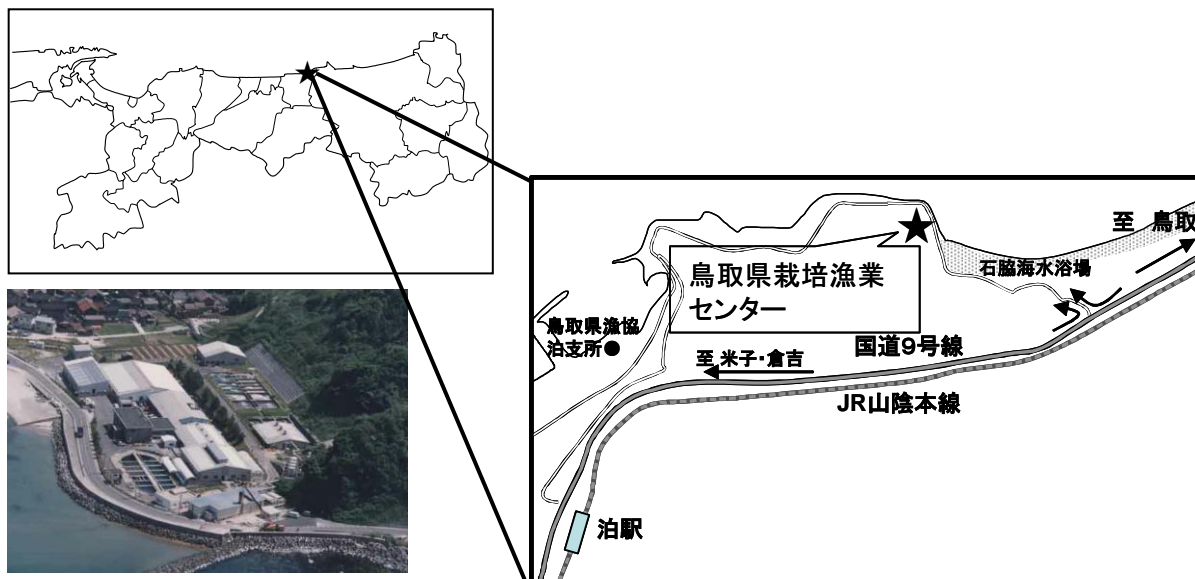 至 鳥取
石脇海水浴場
鳥取県栽培漁業
センター
鳥取県漁協
泊支所●
国道9号線
至 米子・倉吉
JR山陰本線
泊駅